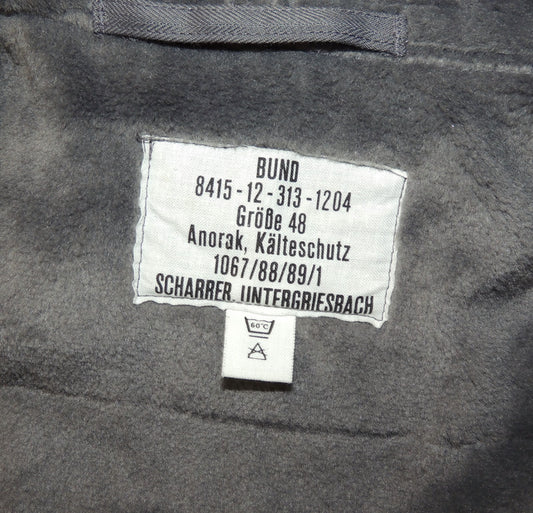 BUND
8415-12-313-1204
Größe 48
Anorak, Kälteschutz
1067/88/89/1
SCHARRER, UNTERGRIESBACH
60°C